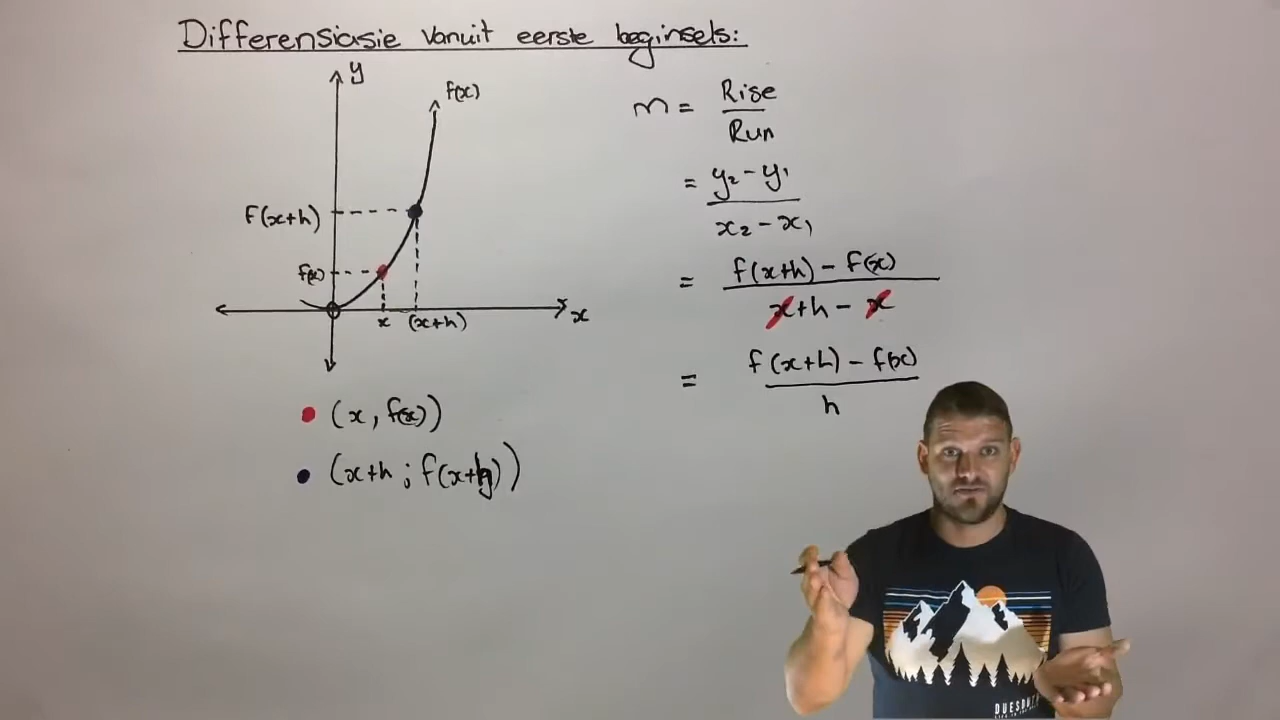 Differensiasie vanuit eerste beginsels:
y
f(x)
f(x+h)
f(x)
x (x+h) x
(x, f(x))
(x+h ; f(x+h))
m = Rise
Run
= y₂ - y₁
x₂ - x₁
= f(x+h) - f(x)
x+h - x
= f(x+h) - f(x)
h